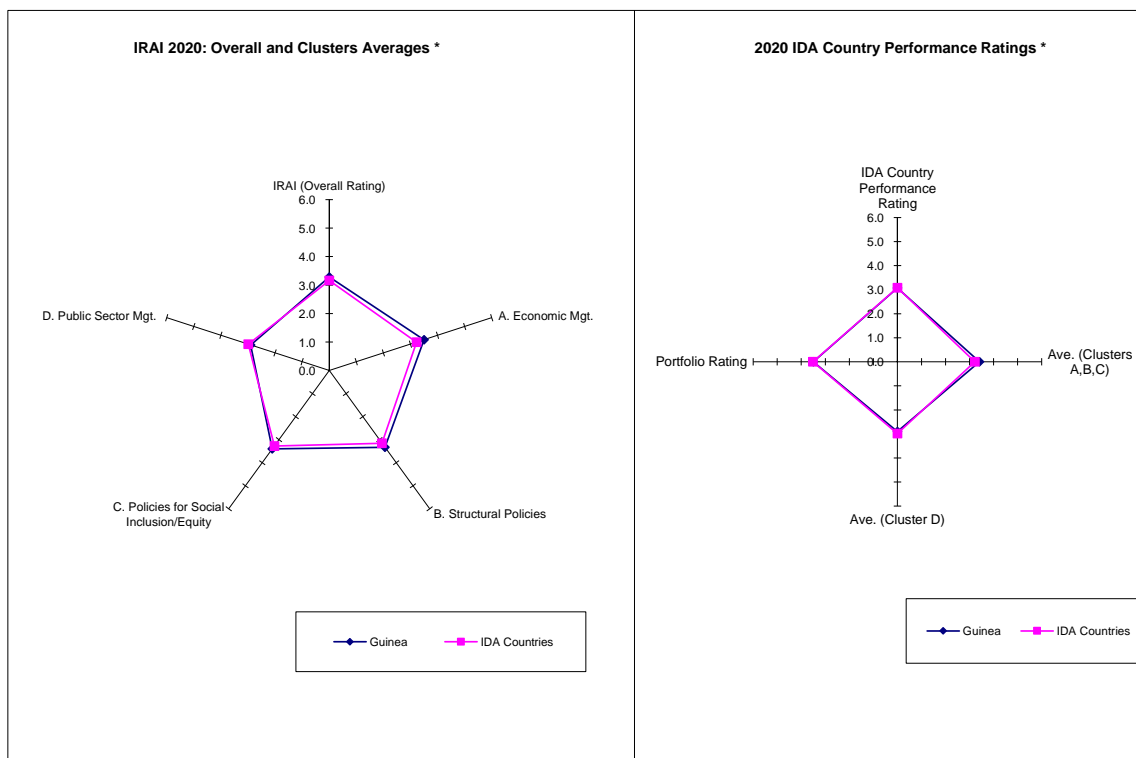 IRAI 2020: Overall and Clusters Averages *
IRAI (Overall Rating)
6.0
5.0
4.0
3.0
2.0
1.0
0.0
A. Economic Mgt.
B. Structural Policies
C. Policies for Social
Inclusion/Equity
D. Public Sector Mgt.
Guinea
IDA Countries
2020 IDA Country Performance Ratings *
IDA Country
Performance
Rating
6.0
5.0
4.0
3.0
2.0
1.0
0.0
Ave. (Clusters
A,B,C)
Ave. (Cluster D)
Portfolio Rating
Guinea
IDA Countries